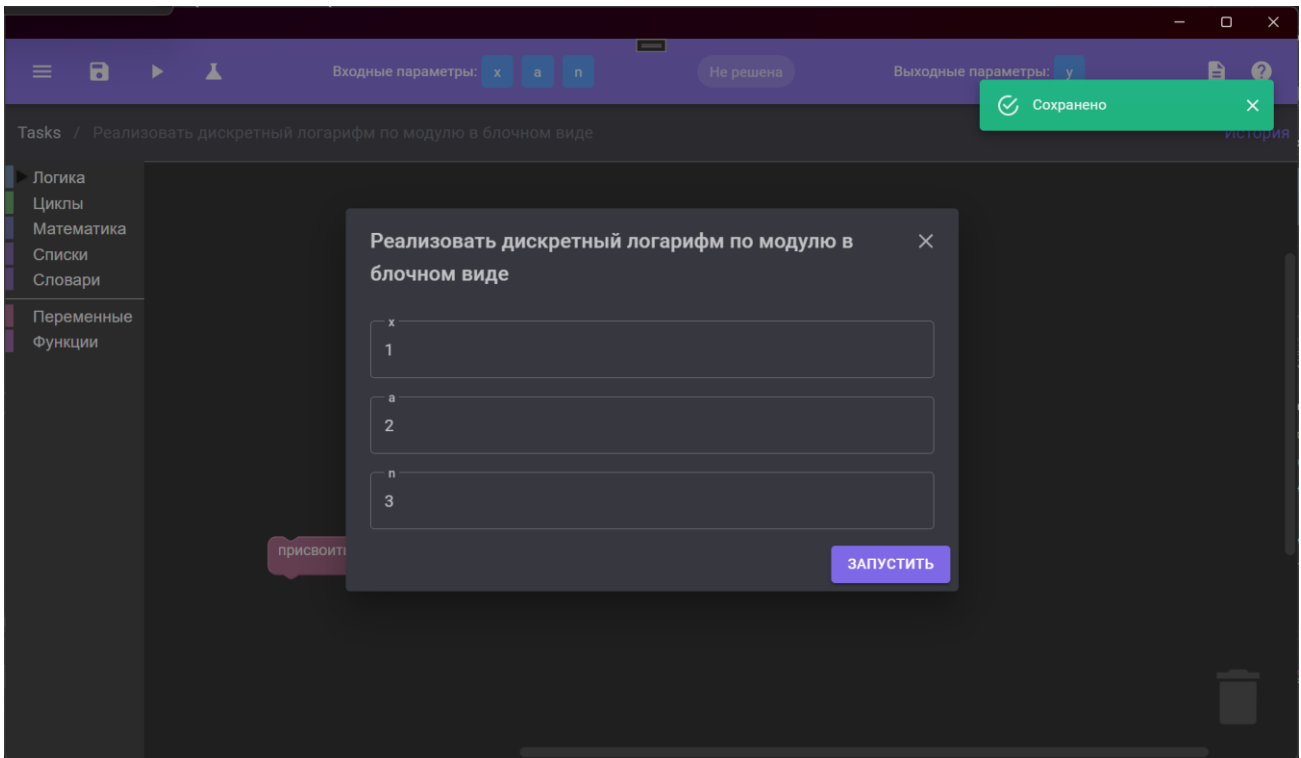 Входные параметры: x a n
Не решена
Выходные параметры: y
Сохранено
Tasks / Реализовать дискретный логарифм по модулю в блочном виде
История
Логика
Циклы
Математика
Списки
Словари
Переменные
Функции
Реализовать дискретный логарифм по модулю в
блочном виде
x
1
a
2
n
3
присвоить
ЗАПУСТИТЬ